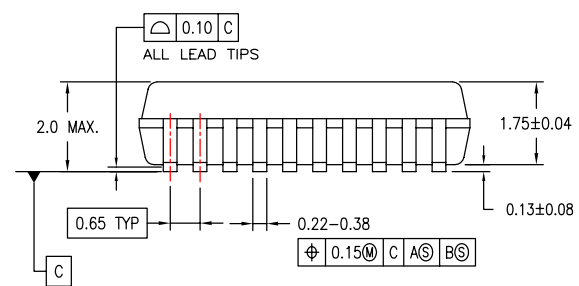 ⌓ 0.10 C
ALL LEAD TIPS
2.0 MAX.
1.75±0.04
0.13±0.08
0.65 TYP
0.22-0.38
⌖ 0.15Ⓜ C AⓈ BⓈ
C